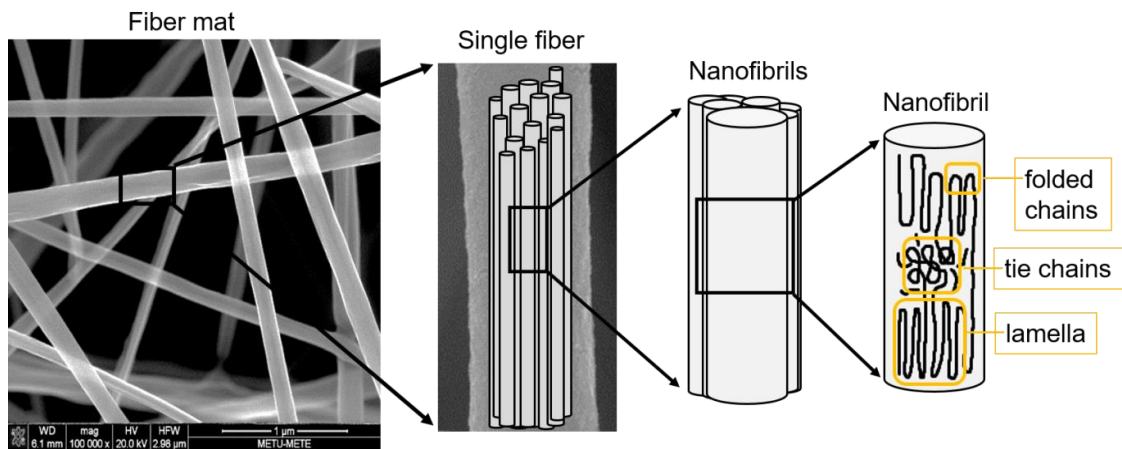 Fiber mat
Single fiber
Nanofibrils
Nanofibril
folded
chains
tie chains
lamella
WD mag HV HFW 1 µm
6.1 mm 100 000 x 20.0 kV 2.98 µm METU-METE